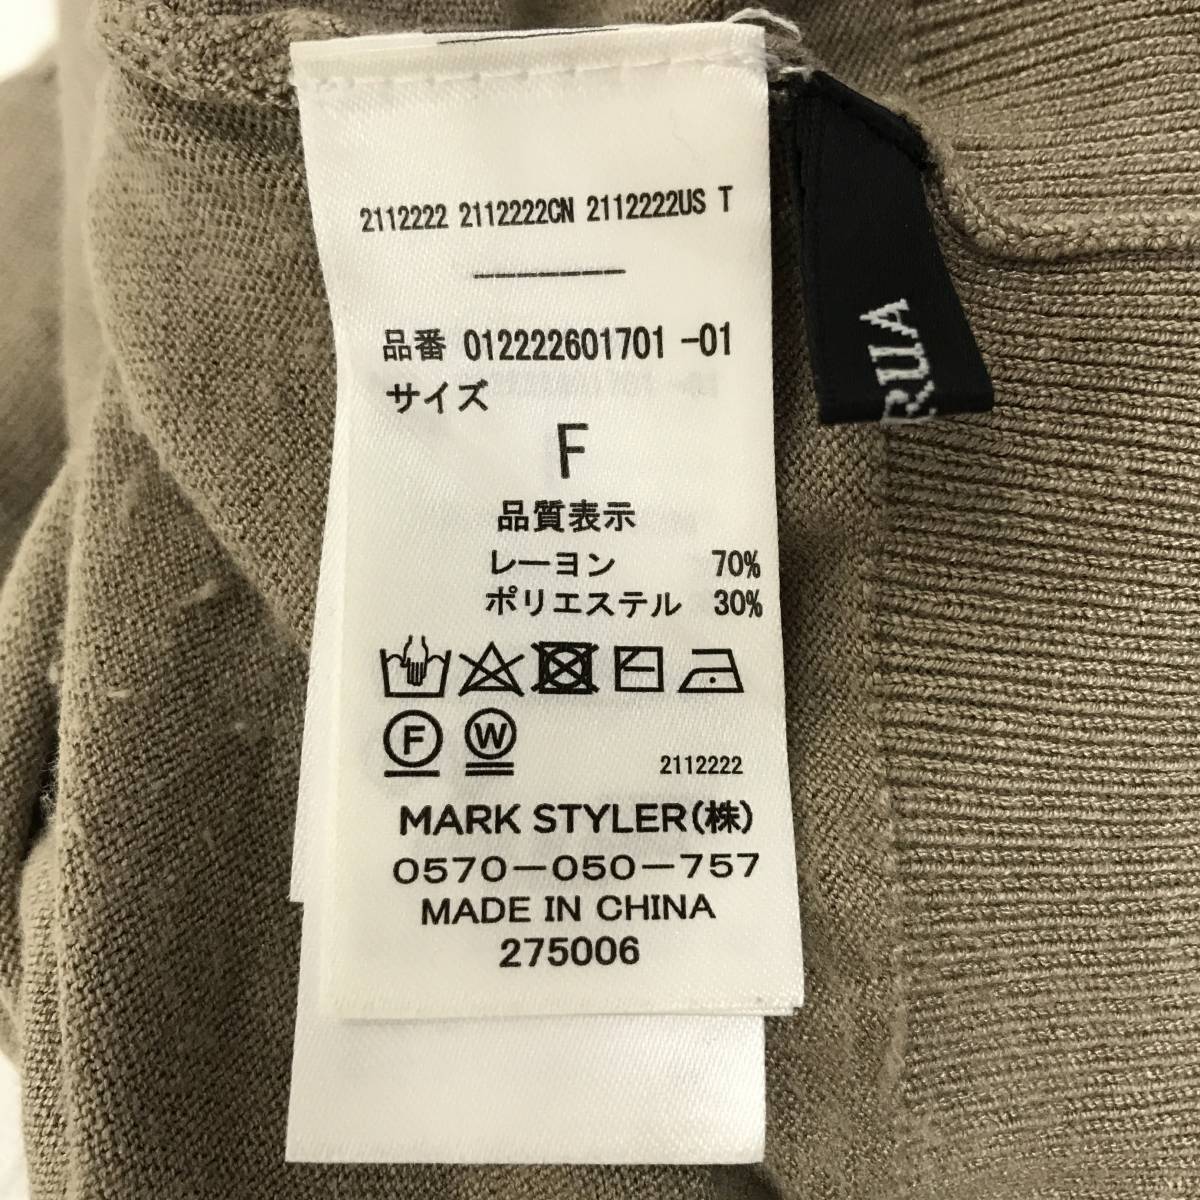 2112222 2112222CN 2112222US T
-------
品番 012222601701 -01
サイズ
F
品質表示
レーヨン 70%
ポリエステル 30%
F W
2112222
MARK STYLER(株)
0570-050-757
MADE IN CHINA
275006